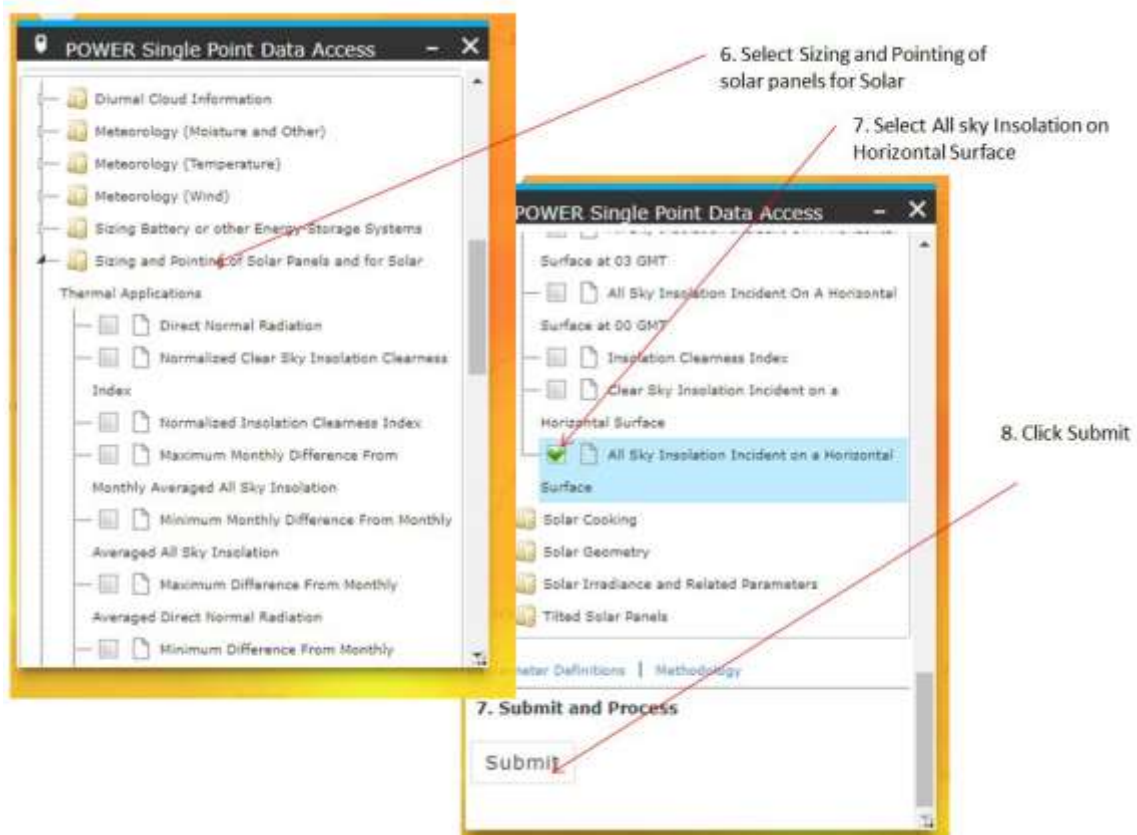 POWER Single Point Data Access
Diurnal Cloud Information
Meteorology (Moisture and Other)
Meteorology (Temperature)
Meteorology (Wind)
Sizing Battery or other Energy-Storage Systems
Sizing and Pointing of Solar Panels and for Solar
Thermal Applications
Direct Normal Radiation
Normalized Clear Sky Insolation Clearness
Index
Normalized Insolation Clearness Index
Maximum Monthly Difference From
Monthly Averaged All Sky Insolation
Minimum Monthly Difference From Monthly
Averaged All Sky Insolation
Maximum Difference From Monthly
Averaged Direct Normal Radiation
Minimum Difference From Monthly
6. Select Sizing and Pointing of
solar panels for Solar
7. Select All sky Insolation on
Horizontal Surface
POWER Single Point Data Access
Surface at 03 GMT
All Sky Insolation Incident On A Horizontal
Surface at 00 GMT
Insolation Clearness Index
Clear Sky Insolation Incident on a
Horizontal Surface
All Sky Insolation Incident on a Horizontal
Surface
Solar Cooking
Solar Geometry
Solar Irradiance and Related Parameters
Tilted Solar Panels
Definitions | Methodology
7. Submit and Process
Submit
8. Click Submit